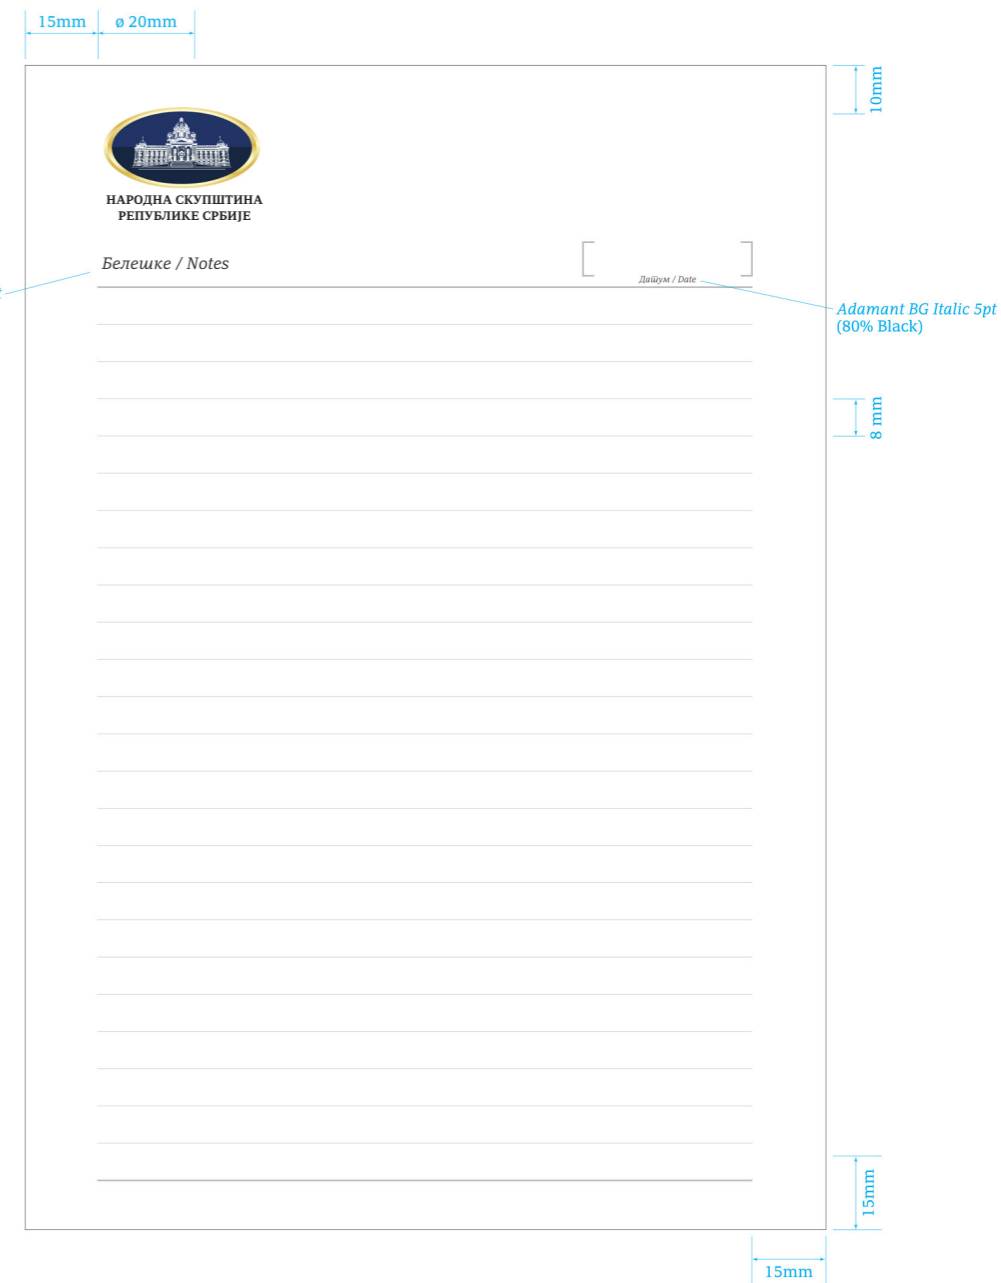 15mm ø 20mm
10mm
НАРОДНА СКУПШТИНА
РЕПУБЛИКЕ СРБИЈЕ
Белешке / Notes
Датум / Date
Adamant BG Italic 5pt
(80% Black)
8 mm
15mm
15mm